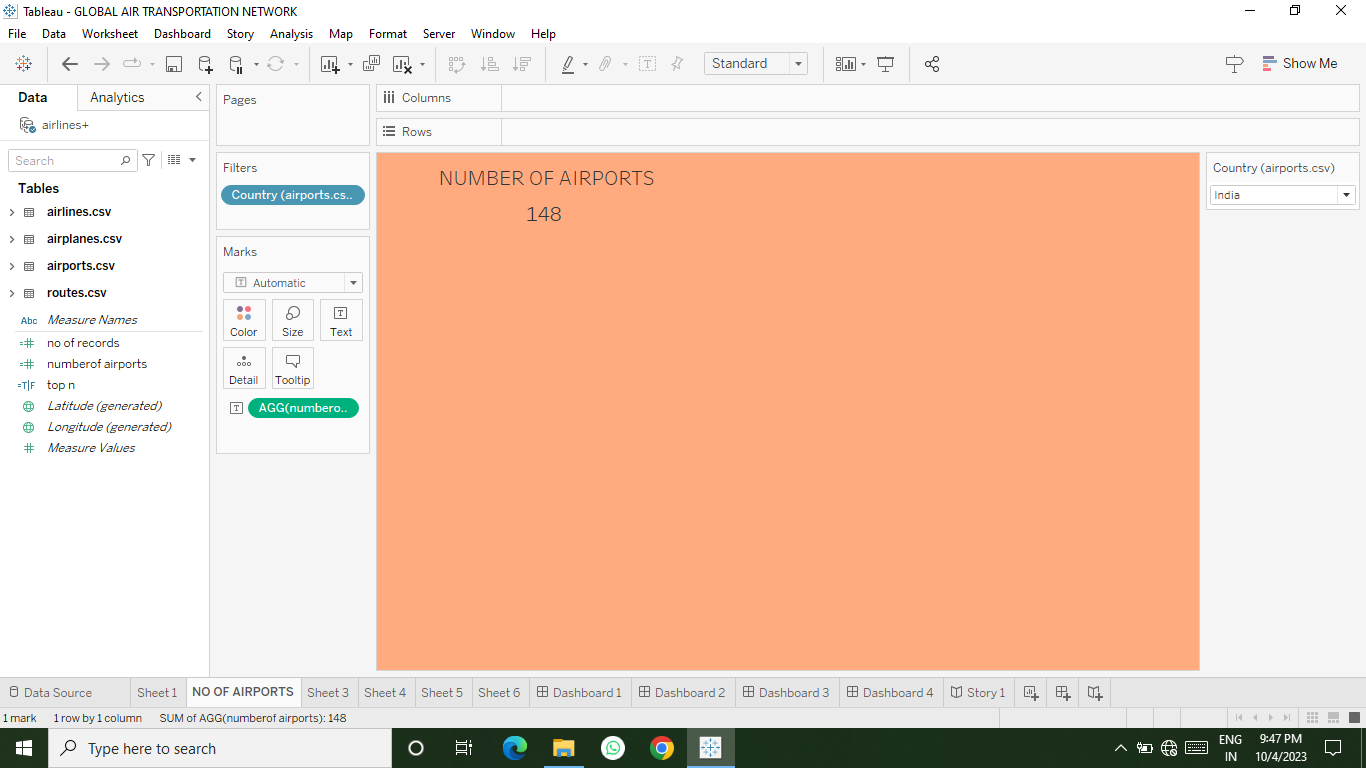 Tableau - GLOBAL AIR TRANSPORTATION NETWORK
File Data Worksheet Dashboard Story Analysis Map Format Server Window Help
Standard
Show Me
Data Analytics
airlines+
Search
Tables
airlines.csv
airplanes.csv
airports.csv
routes.csv
Abc Measure Names
=# no of records
=# numberof airports
=T|F top n
Latitude (generated)
Longitude (generated)
# Measure Values
Pages
Filters
Country (airports.cs..
Marks
T Automatic
Color Size T Text
Detail Tooltip
T AGG(numbero..
Columns
Rows
NUMBER OF AIRPORTS
148
Country (airports.csv)
India
Data Source Sheet 1 NO OF AIRPORTS Sheet 3 Sheet 4 Sheet 5 Sheet 6 Dashboard 1 Dashboard 2 Dashboard 3 Dashboard 4 Story 1
1 mark 1 row by 1 column SUM of AGG(numberof airports): 148
Type here to search
ENG
IN
9:47 PM
10/4/2023